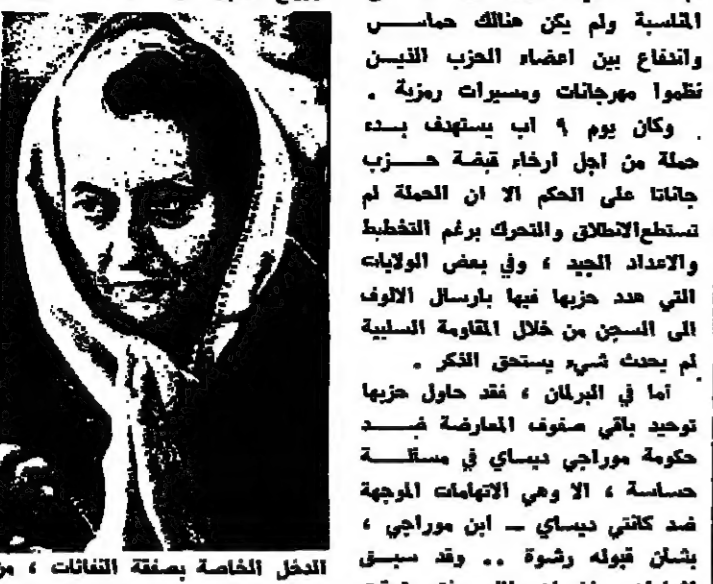 المناسبة ولم يكن هنالك حماس
واندفاع بين اعضاء الحزب الذين
نظموا مهرجانات ومسيرات رمزية .
وكان يوم ٩ اب يستهدف بدء
حملة من اجل ارخاء قبضة حزب
جاناتا على الحكم الا ان الحملة لم
تستطع الانطلاق والتحرك برغم التخطيط
والاعداد الجيد ، وفي بعض الولايات
التي هدد حزبها فيها بارسال الالوف
الى السجن من خلال المقاومة السلبية
لم يحدث شيء يستحق الذكر .
أما في البرلمان ، فقد حاول حزبها
توحيد باقي صفوف المعارضة ضد
حكومة موراجي ديساي في مسئلة
حساسة ، الا وهي الاتهامات الموجهة
ضد كانتي ديساي — ابن موراجي ،
بشأن قبوله رشوة .. وقد سبق
الدخل الخاصة بصفقة النفاثات ، من